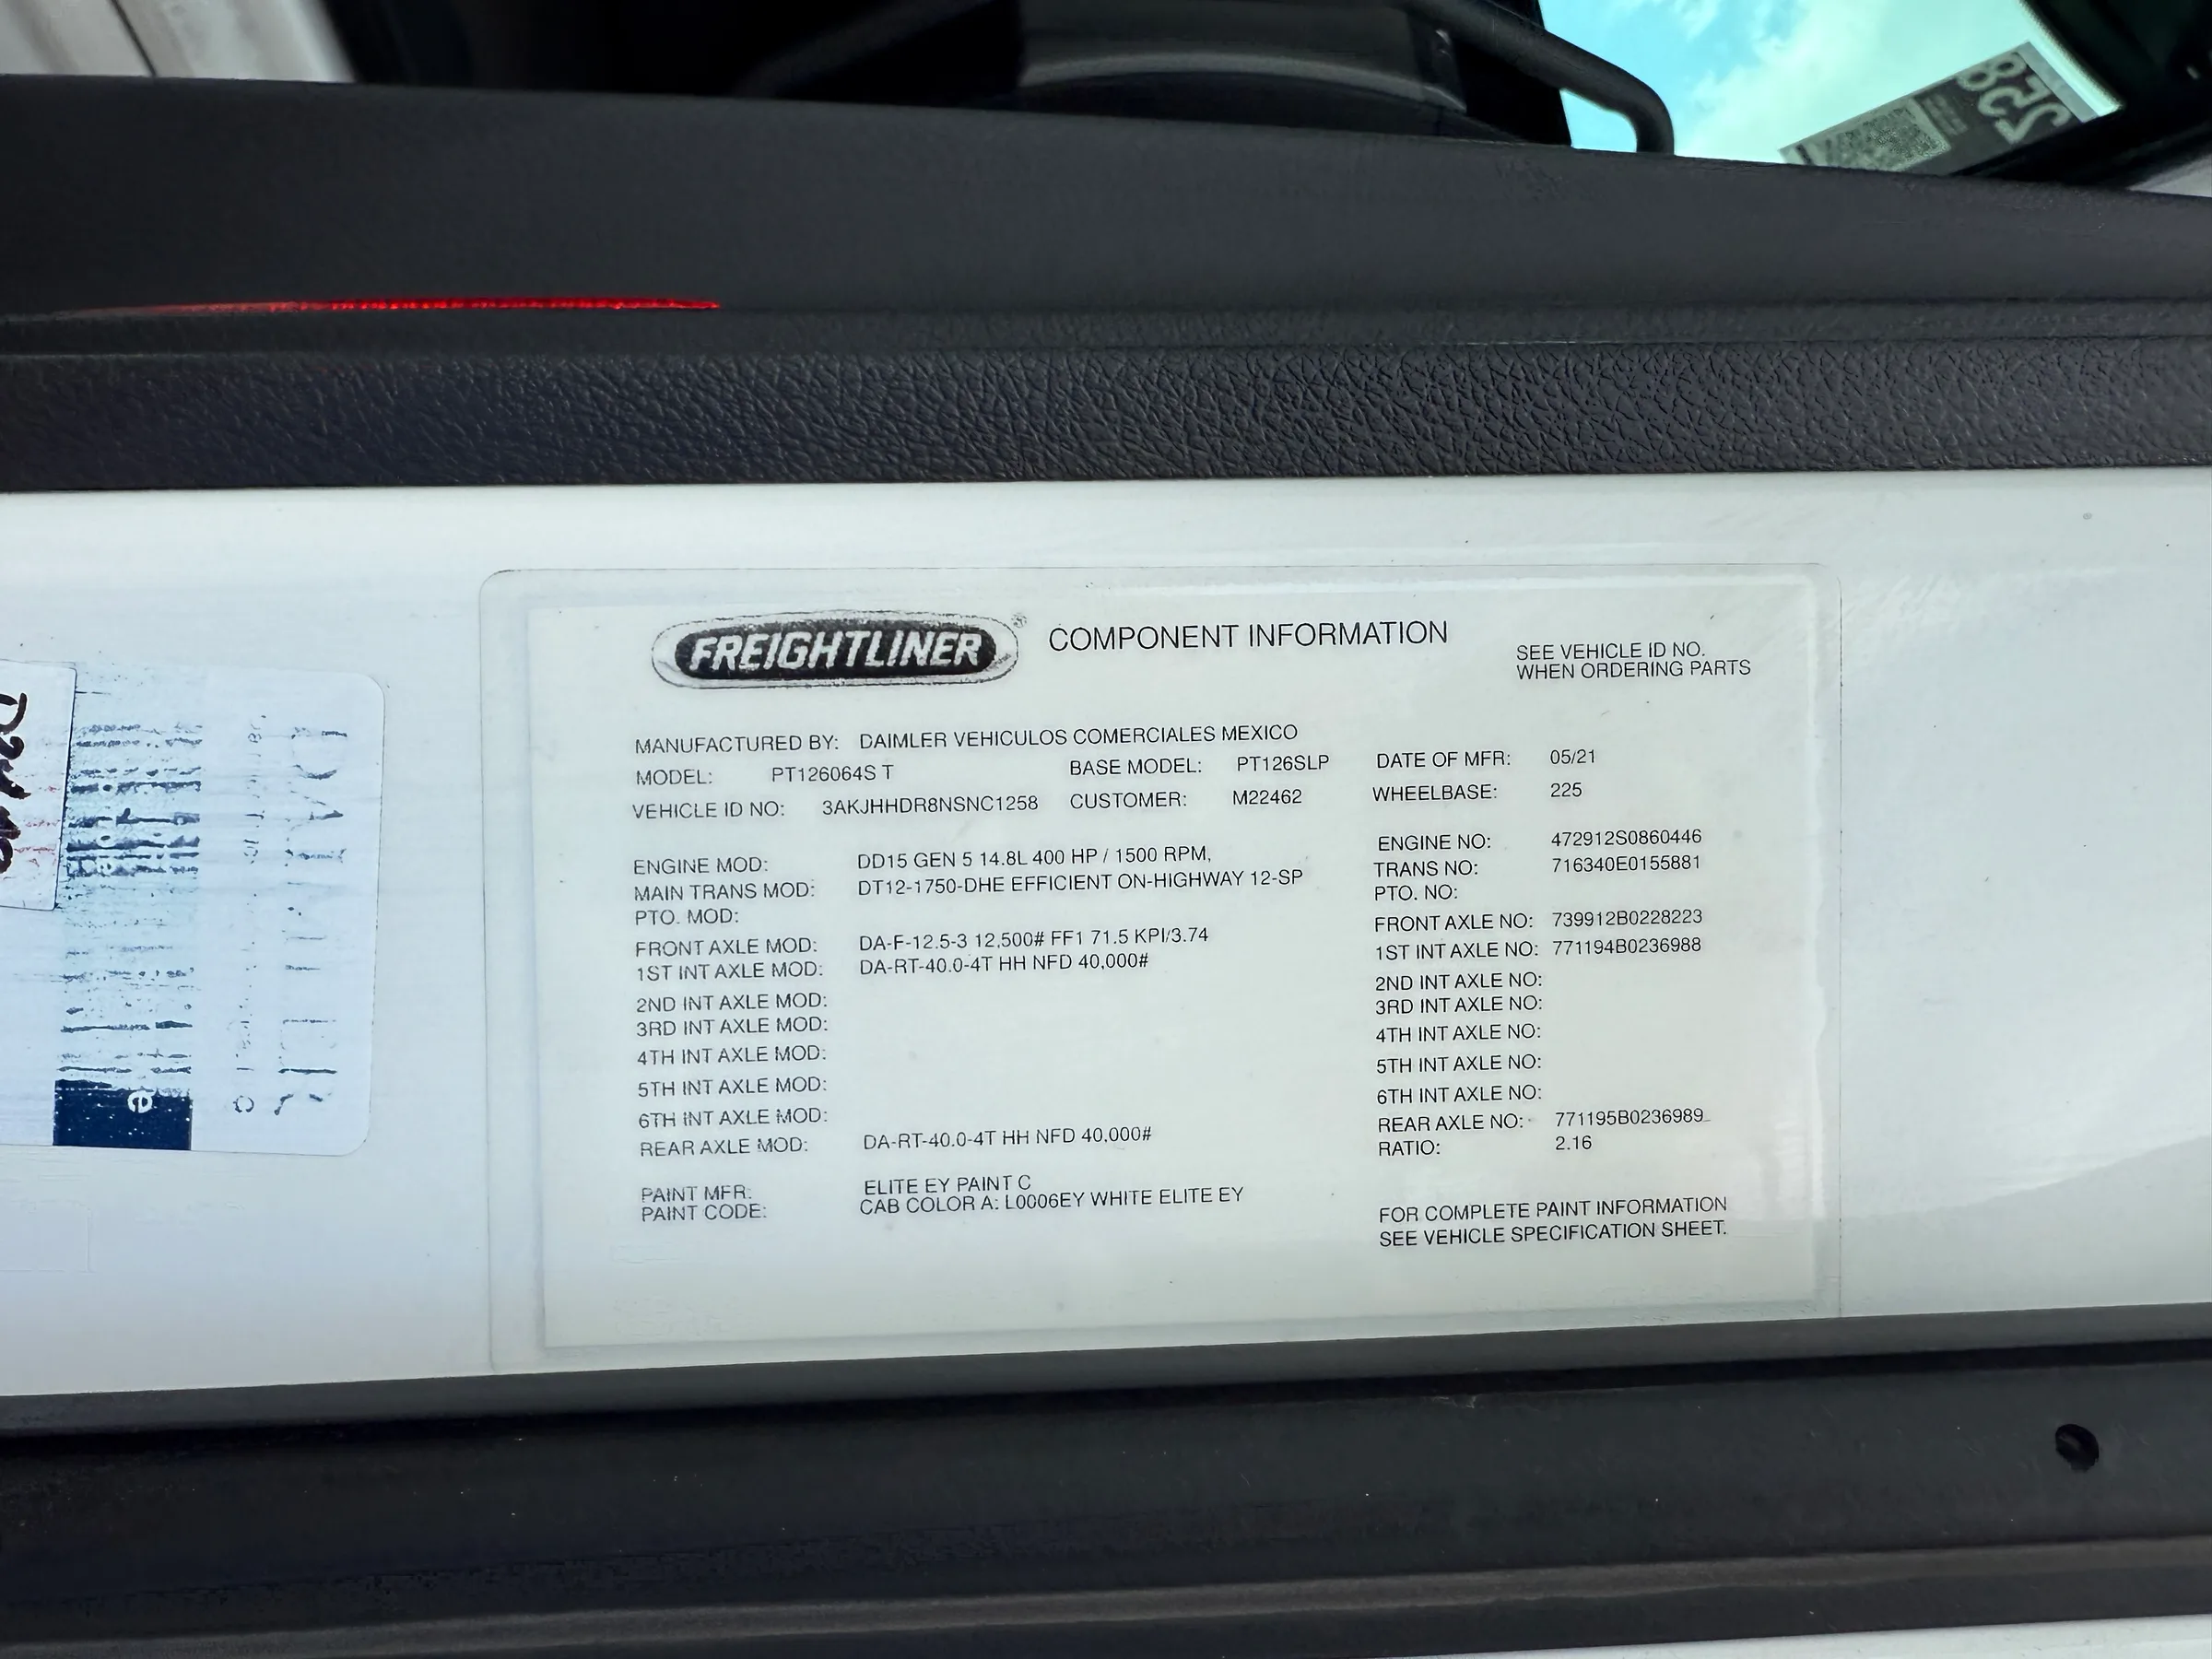 258
FREIGHTLINER ®
COMPONENT INFORMATION
SEE VEHICLE ID NO.
WHEN ORDERING PARTS
MANUFACTURED BY: DAIMLER VEHICULOS COMERCIALES MEXICO
MODEL: PT126064S T BASE MODEL: PT126SLP DATE OF MFR: 05/21
VEHICLE ID NO: 3AKJHHDR8NSNC1258 CUSTOMER: M22462 WHEELBASE: 225
ENGINE MOD: DD15 GEN 5 14.8L 400 HP / 1500 RPM, ENGINE NO: 472912S0860446
MAIN TRANS MOD: DT12-1750-DHE EFFICIENT ON-HIGHWAY 12-SP TRANS NO: 716340E0155881
PTO. MOD: PTO. NO:
FRONT AXLE MOD: DA-F-12.5-3 12,500# FF1 71.5 KPI/3.74 FRONT AXLE NO: 739912B0228223
1ST INT AXLE MOD: DA-RT-40.0-4T HH NFD 40,000# 1ST INT AXLE NO: 771194B0236988
2ND INT AXLE MOD: 2ND INT AXLE NO:
3RD INT AXLE MOD: 3RD INT AXLE NO:
4TH INT AXLE MOD: 4TH INT AXLE NO:
5TH INT AXLE MOD: 5TH INT AXLE NO:
6TH INT AXLE MOD: 6TH INT AXLE NO:
REAR AXLE MOD: DA-RT-40.0-4T HH NFD 40,000# REAR AXLE NO: 771195B0236989
RATIO: 2.16
PAINT MFR: ELITE EY PAINT C
PAINT CODE: CAB COLOR A: L0006EY WHITE ELITE EY
FOR COMPLETE PAINT INFORMATION
SEE VEHICLE SPECIFICATION SHEET.